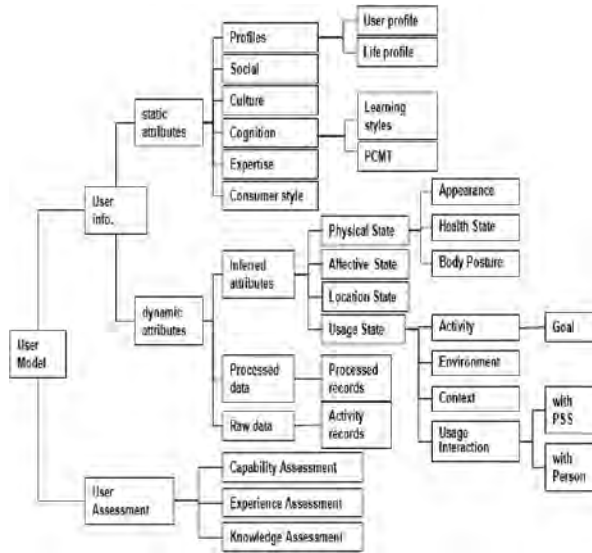 Profiles
User profile
Life profile
Social
static
attributes
Culture
Cognition
Learning
styles
PCMT
Expertise
Consumer style
User
info.
Inferred
attributes
Physical State
Appearance
Health State
Body Posture
Affective State
Location State
Usage State
Activity
Goal
Environment
Context
Usage
Interaction
with
PSS
with
Person
dynamic
attributes
Processed
data
Processed
records
Raw data
Activity
records
User
Model
User
Assessment
Capability Assessment
Experience Assessment
Knowledge Assessment